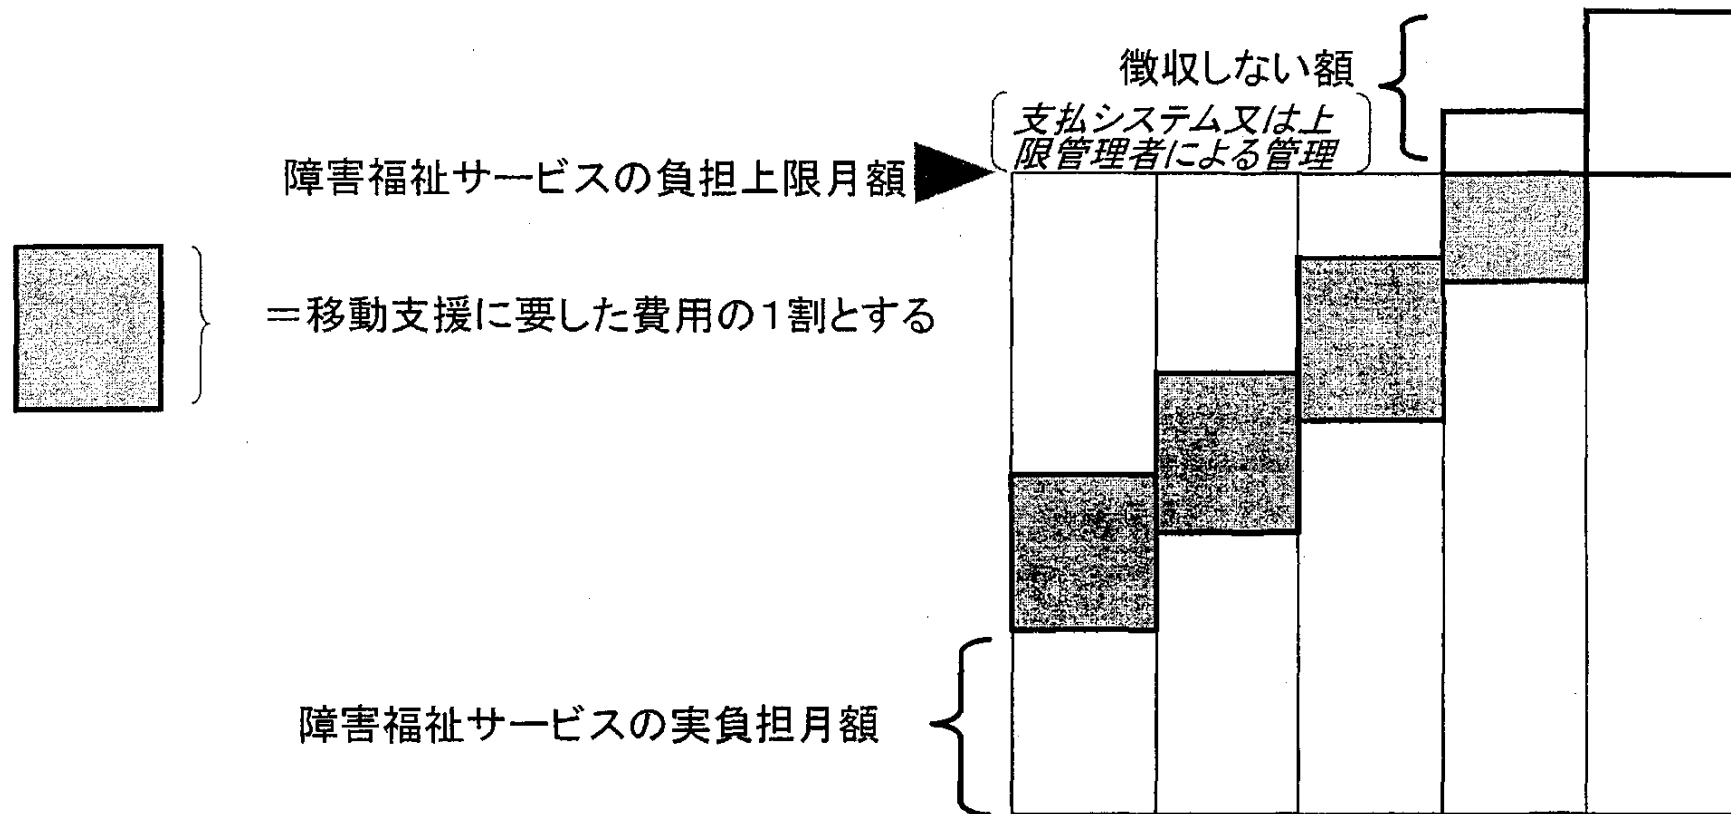 徴収しない額
支払システム又は上
限管理者による管理
障害福祉サービスの負担上限月額
＝移動支援に要した費用の１割とする
障害福祉サービスの実負担月額